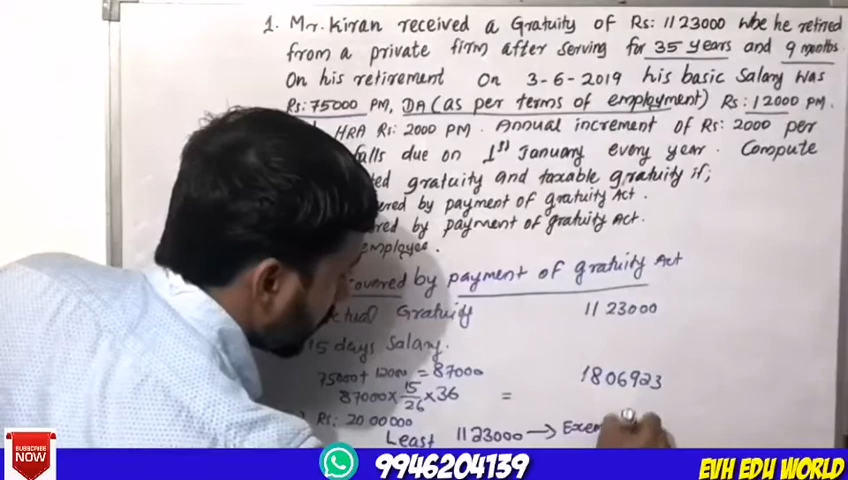 1. Mr. Kiran received a Gratuity of Rs: 1123000 whe he retired
from a private firm after serving for 35 years and 9 months.
On his retirement On 3-6-2019 his basic Salary was
Rs: 75000 PM, DA (as per terms of employment) Rs: 12000 PM.
HRA Rs: 2000 PM. Annual increment of Rs: 2000 per
falls due on 1st January every year. Compute
gratuity and taxable gratuity if;
by payment of gratuity Act.
by payment of gratuity Act.
employee.
covered by payment of gratuity Act
Actual Gratuity 1123000
15 days Salary.
75000 + 12000 = 87000
87000 × 15/26 × 36 = 1806923
Rs: 2000000
Least 1123000 → Exem
SUBSCRIBE
NOW
9946204139
EVH EDU WORLD